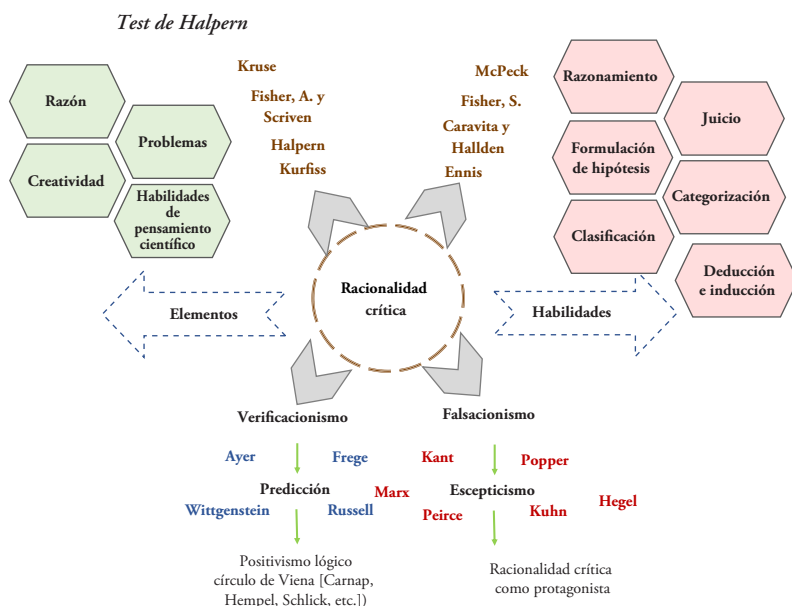 Test de Halpern
Kruse
Fisher, A. y
Scriven
Halpern
Kurfiss
McPeck
Fisher, S.
Caravita y
Hallden
Ennis
Razón
Problemas
Creatividad
Habilidades
de
pensamiento
científico
Razonamiento
Juicio
Formulación
de hipótesis
Categorización
Clasificación
Deducción
e inducción
Elementos
Racionalidad
crítica
Habilidades
Verificacionismo
Falsacionismo
Ayer
Frege
Kant
Popper
Predicción
Marx
Escepticismo
Hegel
Wittgenstein
Russell
Peirce
Kuhn
Positivismo lógico
círculo de Viena [Carnap,
Hempel, Schlick, etc.])
Racionalidad crítica
como protagonista